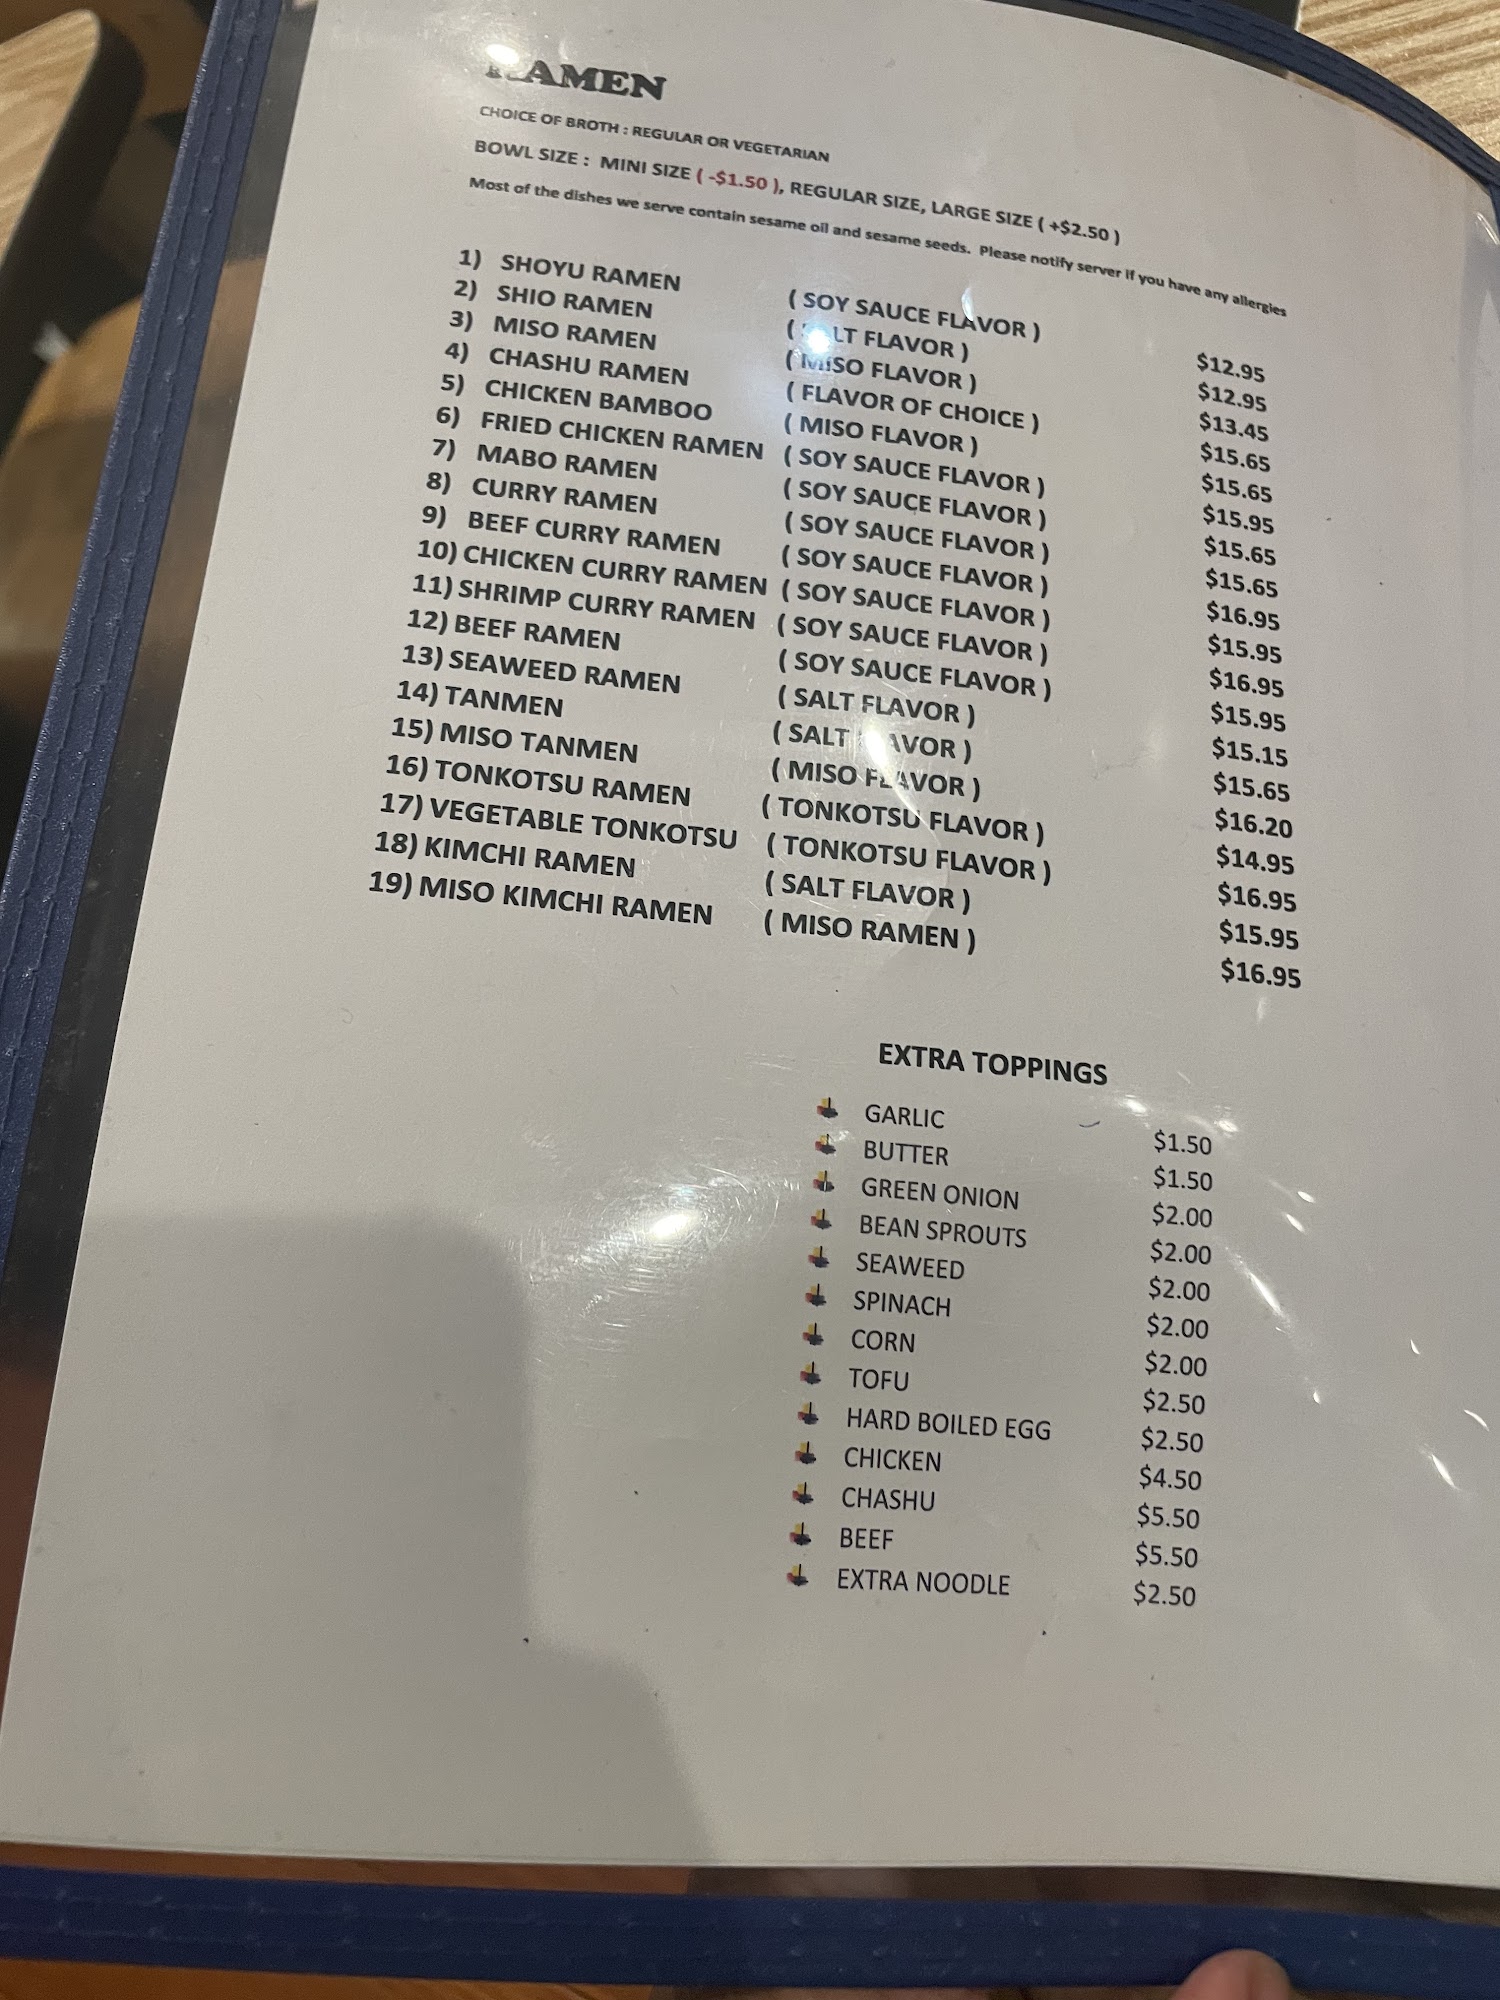 RAMEN
CHOICE OF BROTH : REGULAR OR VEGETARIAN
BOWL SIZE : MINI SIZE ( -$1.50 ), REGULAR SIZE, LARGE SIZE ( +$2.50 )
Most of the dishes we serve contain sesame oil and sesame seeds. Please notify server if you have any allergies
1) SHOYU RAMEN ( SOY SAUCE FLAVOR ) $12.95
2) SHIO RAMEN ( SALT FLAVOR ) $12.95
3) MISO RAMEN ( MISO FLAVOR ) $13.45
4) CHASHU RAMEN ( FLAVOR OF CHOICE ) $15.65
5) CHICKEN BAMBOO ( MISO FLAVOR ) $15.65
6) FRIED CHICKEN RAMEN ( SOY SAUCE FLAVOR ) $15.95
7) MABO RAMEN ( SOY SAUCE FLAVOR ) $15.65
8) CURRY RAMEN ( SOY SAUCE FLAVOR ) $15.65
9) BEEF CURRY RAMEN ( SOY SAUCE FLAVOR ) $16.95
10) CHICKEN CURRY RAMEN ( SOY SAUCE FLAVOR ) $15.95
11) SHRIMP CURRY RAMEN ( SOY SAUCE FLAVOR ) $16.95
12) BEEF RAMEN ( SOY SAUCE FLAVOR ) $15.95
13) SEAWEED RAMEN ( SALT FLAVOR ) $15.15
14) TANMEN ( SALT FLAVOR ) $15.65
15) MISO TANMEN ( MISO FLAVOR ) $16.20
16) TONKOTSU RAMEN ( TONKOTSU FLAVOR ) $14.95
17) VEGETABLE TONKOTSU ( TONKOTSU FLAVOR ) $16.95
18) KIMCHI RAMEN ( SALT FLAVOR ) $15.95
19) MISO KIMCHI RAMEN ( MISO RAMEN ) $16.95
EXTRA TOPPINGS
GARLIC $1.50
BUTTER $1.50
GREEN ONION $2.00
BEAN SPROUTS $2.00
SEAWEED $2.00
SPINACH $2.00
CORN $2.00
TOFU $2.50
HARD BOILED EGG $2.50
CHICKEN $4.50
CHASHU $5.50
BEEF $5.50
EXTRA NOODLE $2.50